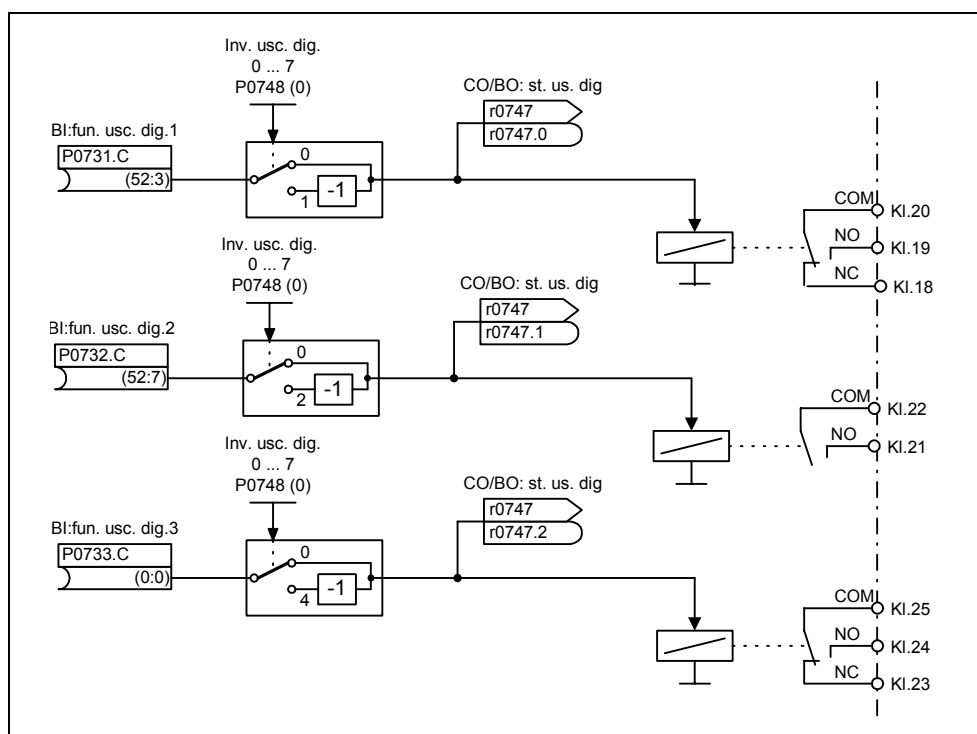 Inv. usc. dig.
0 ... 7
P0748 (0)
CO/BO: st. us. dig
r0747
r0747.0
BI:fun. usc. dig.1
P0731.C
(52:3)
0
1
-1
COM
Kl.20
NO
Kl.19
NC
Kl.18
Inv. usc. dig.
0 ... 7
P0748 (0)
CO/BO: st. us. dig
r0747
r0747.1
BI:fun. usc. dig.2
P0732.C
(52:7)
0
2
-1
COM
Kl.22
NO
Kl.21
Inv. usc. dig.
0 ... 7
P0748 (0)
CO/BO: st. us. dig
r0747
r0747.2
BI:fun. usc. dig.3
P0733.C
(0:0)
0
4
-1
COM
Kl.25
NO
Kl.24
NC
Kl.23